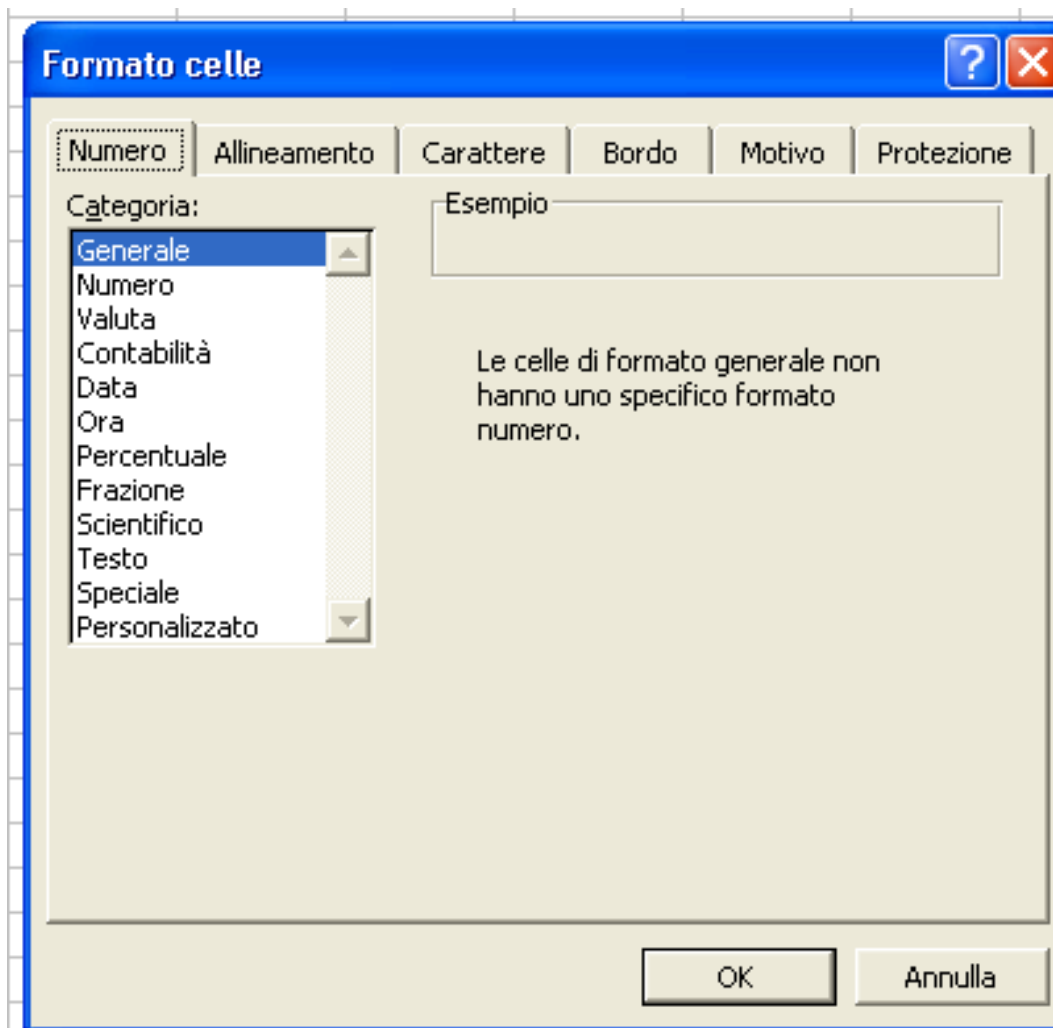 Formato celle
Numero Allineamento Carattere Bordo Motivo Protezione
Categoria:
Generale
Numero
Valuta
Contabilità
Data
Ora
Percentuale
Frazione
Scientifico
Testo
Speciale
Personalizzato
Esempio
Le celle di formato generale non
hanno uno specifico formato
numero.
OK Annulla